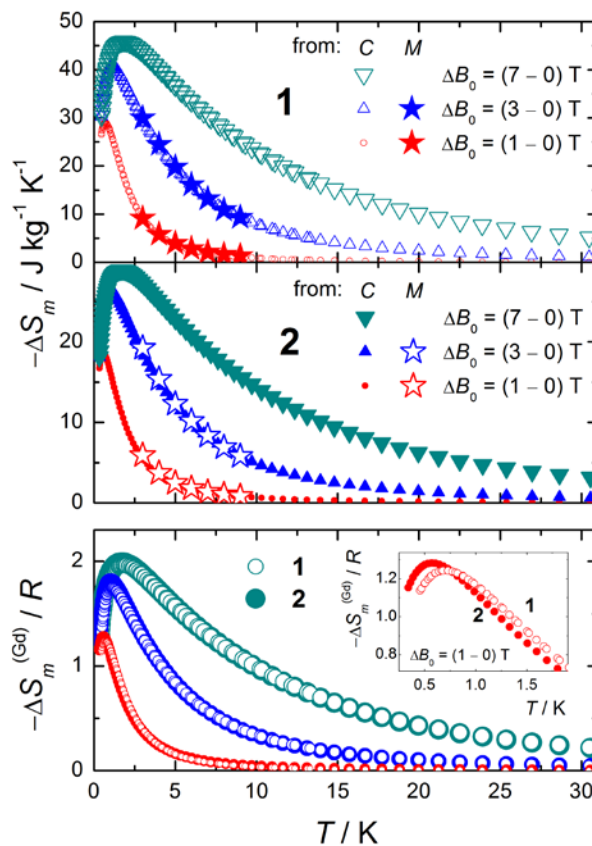 50
from: C M
40
ΔB₀ = (7 – 0) T
1
ΔB₀ = (3 – 0) T
30
ΔB₀ = (1 – 0) T
20
10
0
−ΔSₘ / J kg⁻¹ K⁻¹
from: C M
ΔB₀ = (7 – 0) T
2
ΔB₀ = (3 – 0) T
20
ΔB₀ = (1 – 0) T
10
0
2
1
2
1
0
−ΔSₘ⁽ᴳᵈ⁾ / R
1.2
1.0
0.8
−ΔSₘ⁽ᴳᵈ⁾ / R
2 1
ΔB₀ = (1 – 0) T
0.5 1.0 1.5
T / K
0 5 10 15 20 25 30
T / K